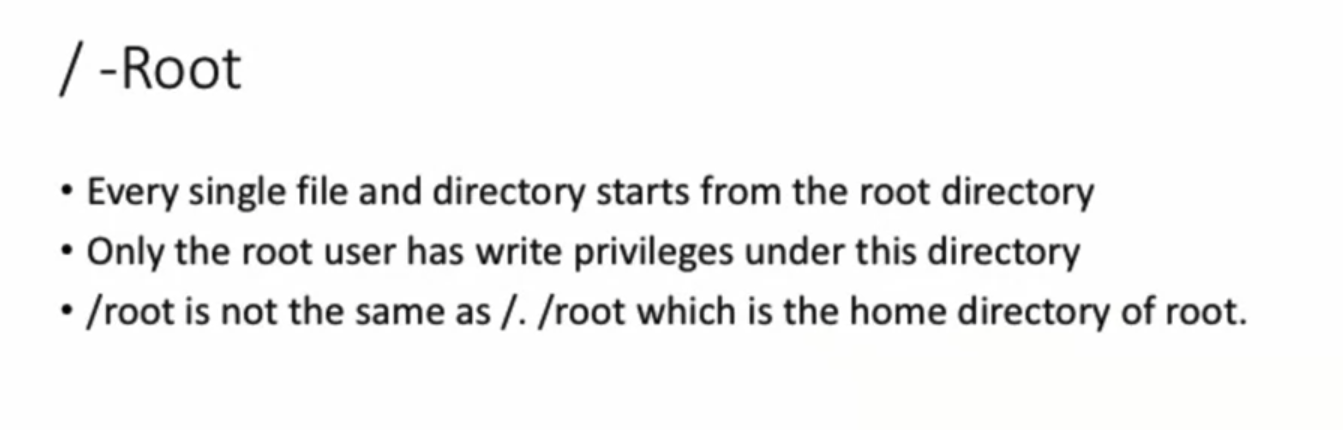 / -Root
• Every single file and directory starts from the root directory
• Only the root user has write privileges under this directory
• /root is not the same as /. /root which is the home directory of root.